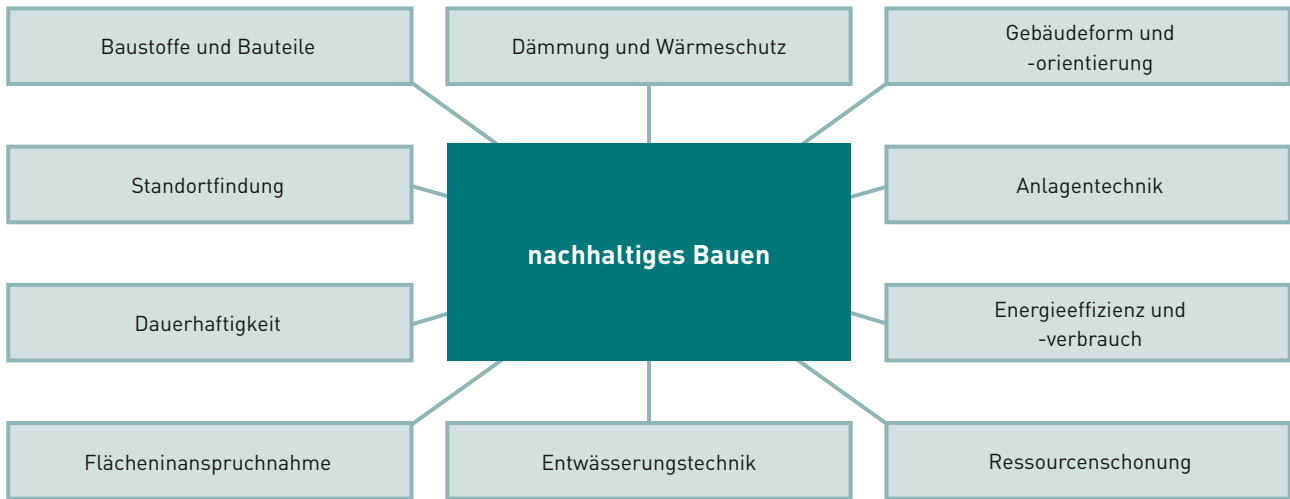 Baustoffe und Bauteile
Dämmung und Wärmeschutz
Gebäudeform und
-orientierung
Standortfindung
Anlagentechnik
nachhaltiges Bauen
Dauerhaftigkeit
Energieeffizienz und
-verbrauch
Flächeninanspruchnahme
Entwässerungstechnik
Ressourcenschonung